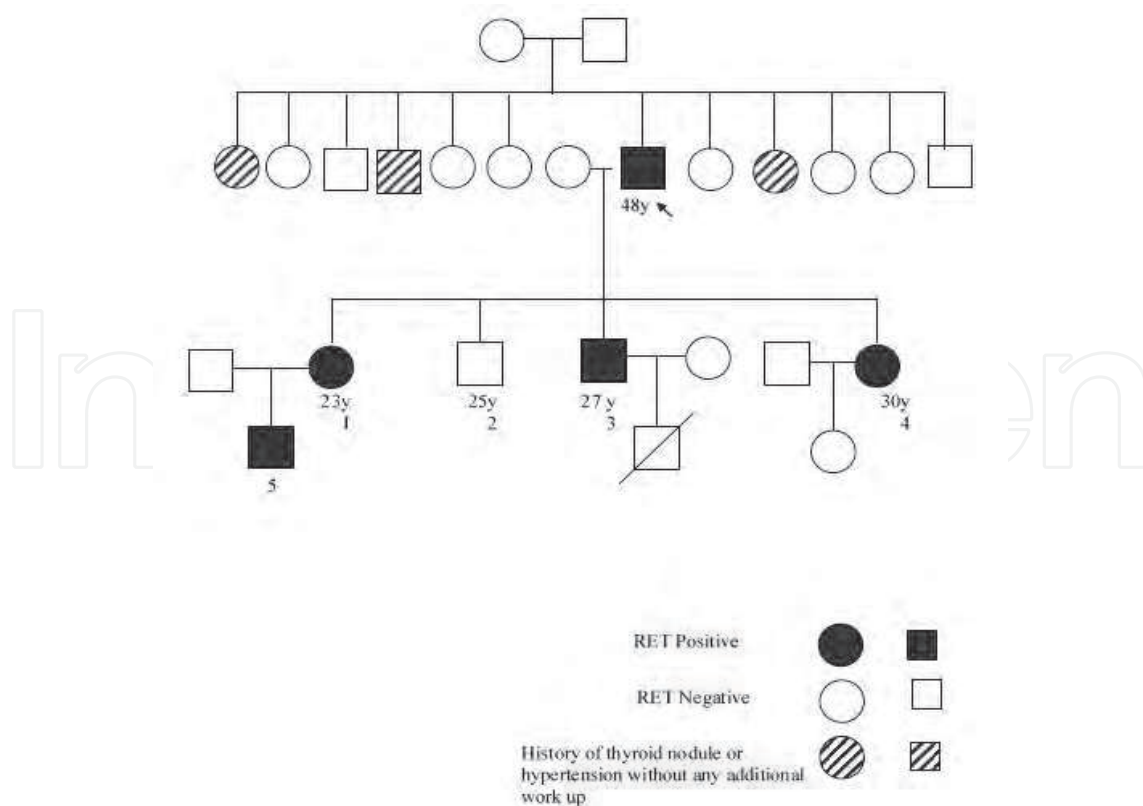 48y
23y
1
25y
2
27 y
3
30y
4
5
RET Positive
RET Negative
History of thyroid nodule or
hypertension without any additional
work up